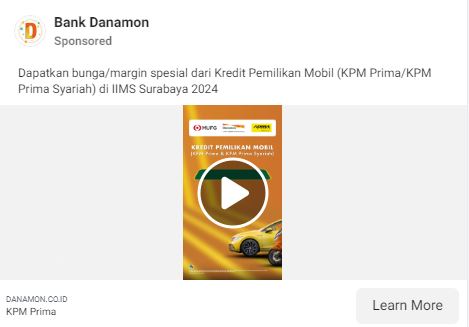 Bank Danamon
Sponsored
Dapatkan bunga/margin spesial dari Kredit Pemilikan Mobil (KPM Prima/KPM
Prima Syariah) di IIMS Surabaya 2024
MUFG
ADIRA
KREDIT PEMILIKAN MOBIL
(KPM Prima & KPM Prima Syariah)
DANAMON.CO.ID
KPM Prima
Learn More